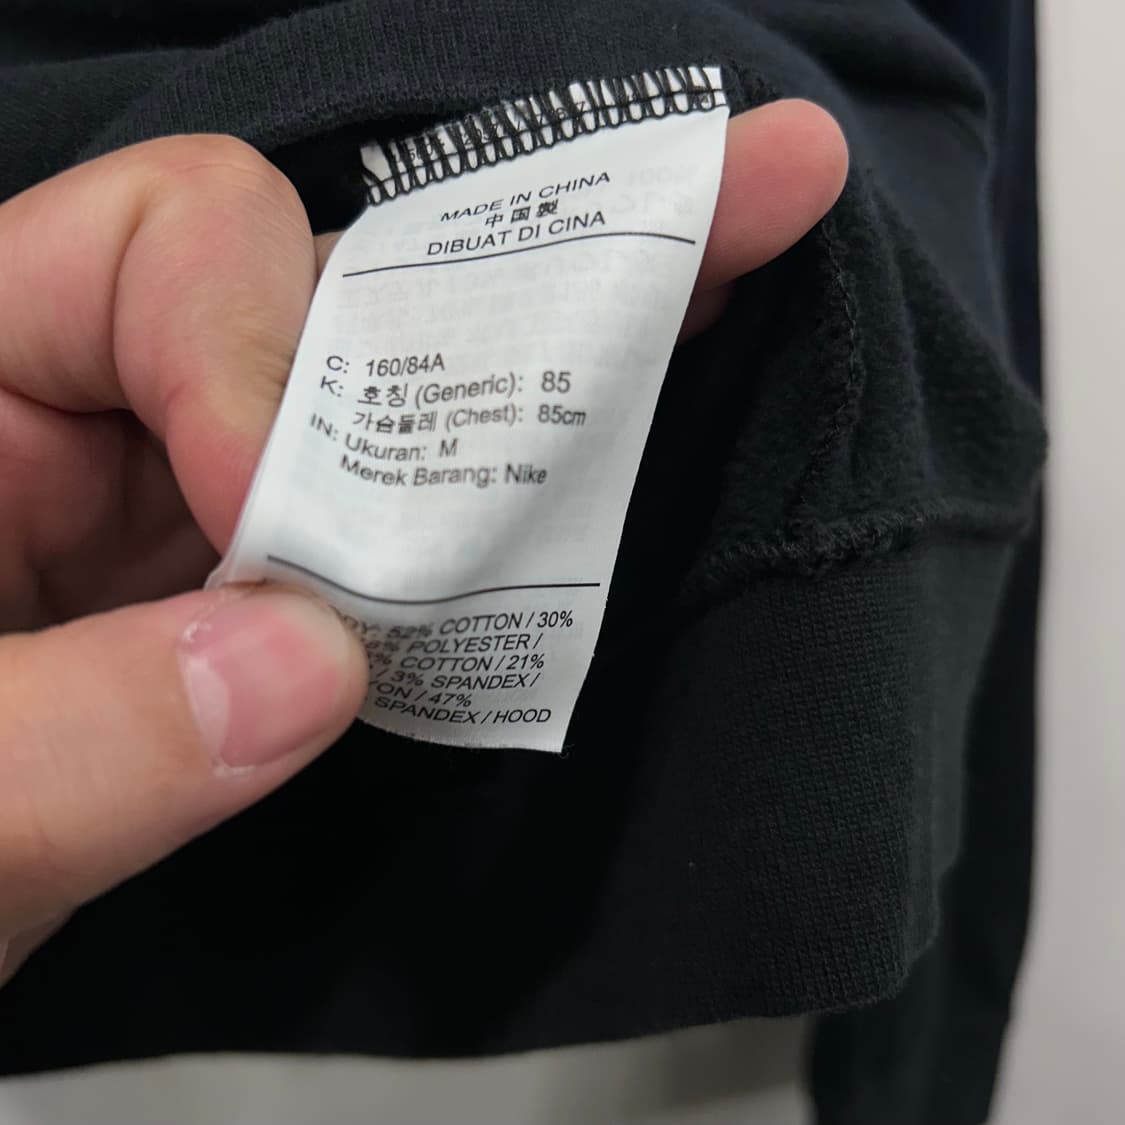 MADE IN CHINA
中国製
DIBUAT DI CINA
C: 160/84A
K: 호칭 (Generic): 85
가슴둘레 (Chest): 85cm
IN: Ukuran: M
Merek Barang: Nike
52% COTTON / 30%
POLYESTER /
COTTON / 21%
/ 3% SPANDEX /
/ 47%
SPANDEX / HOOD